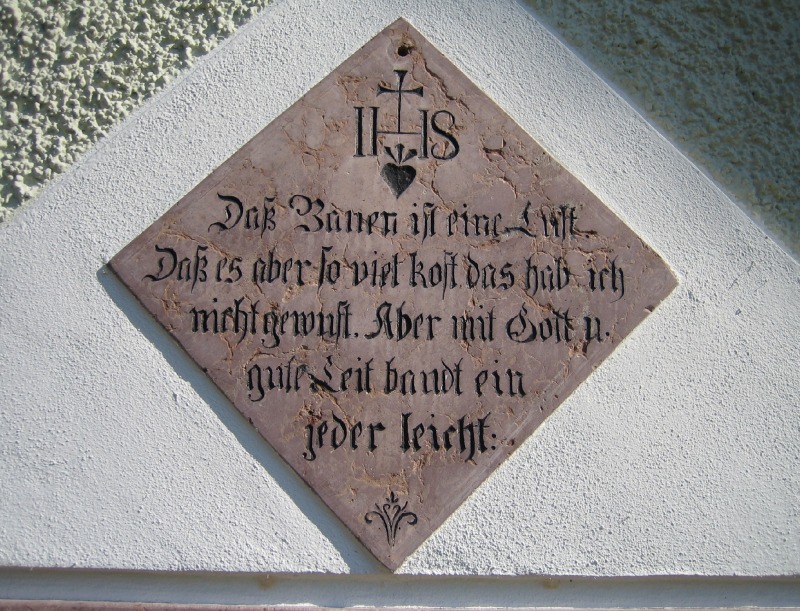 IHS
Daß Bauen ist eine Lust
Daß es aber so viel kost das hab ich
nicht gewust. Aber mit Gott u.
gute Leit baudt ein
jeder leicht: